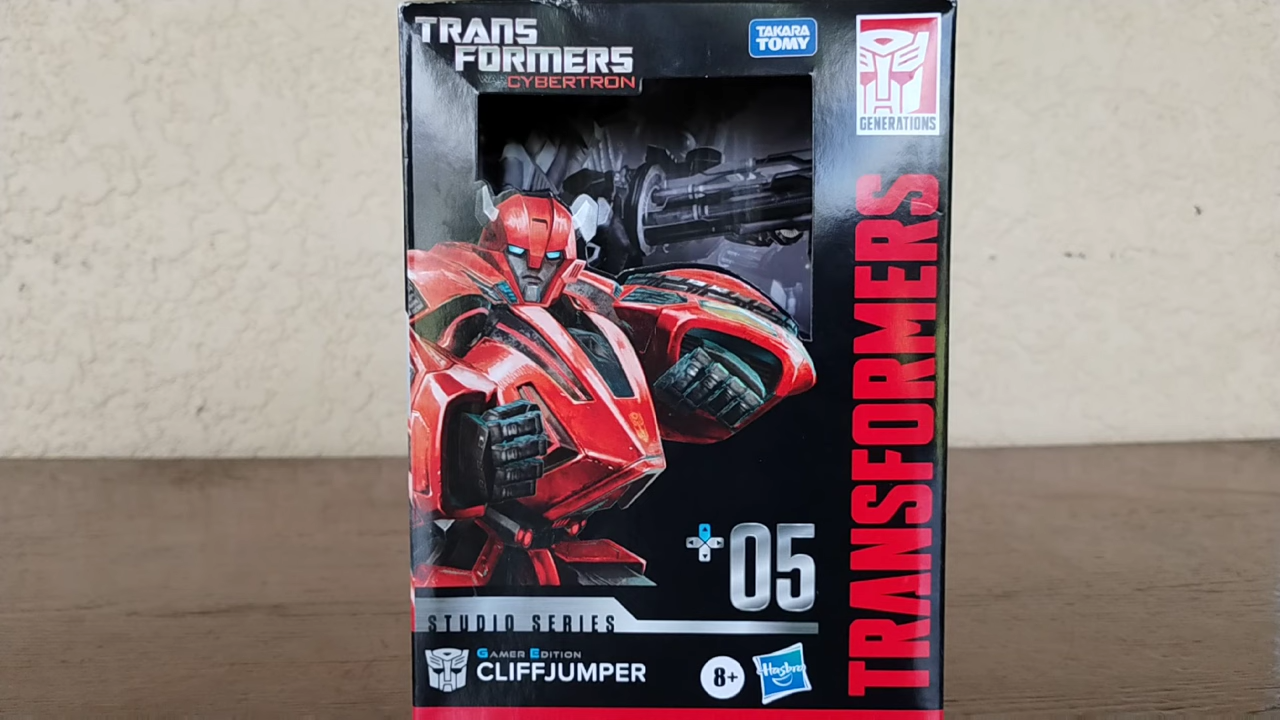 TRANS
FORMERS
CYBERTRON
TAKARA
TOMY
GENERATIONS
TRANSFORMERS
05
STUDIO SERIES
GAMER EDITION
CLIFFJUMPER
8+
Hasbro